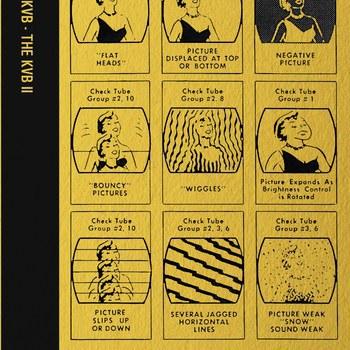 KVB · THE KVB II
"FLAT
HEADS"
PICTURE
DISPLACED AT TOP
OR BOTTOM
NEGATIVE
PICTURE
Check Tube
Group #2, 10
"BOUNCY"
PICTURES
Check Tube
Group #2, 8
"WIGGLES"
Check Tube
Group # 1
Picture Expands As
Brightness Control
is Rotated
Check Tube
Group #2, 10
PICTURE
SLIPS UP
OR DOWN
Check Tube
Group #2, 3, 6
SEVERAL JAGGED
HORIZONTAL
LINES
Check Tube
Group #3, 6
PICTURE WEAK
"SNOW"
SOUND WEAK